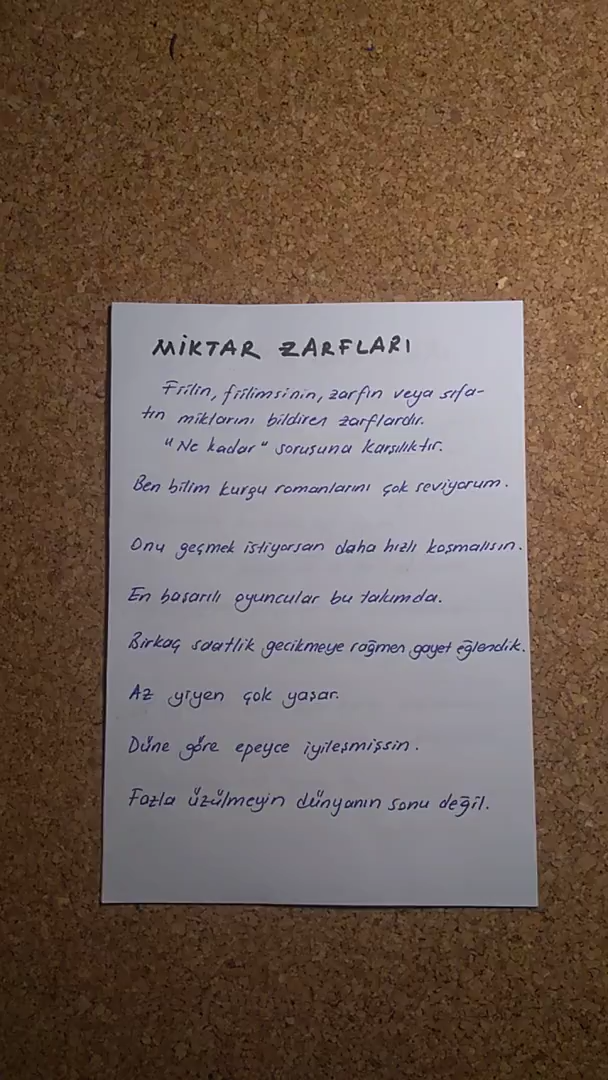 MİKTAR ZARFLARI
Fiilin, fiilimsinin, zarfın veya sıfa-
tın miktarını bildiren zarflardır.
"Ne kadar" sorusuna karşılıktır.
Ben bilim kurgu romanlarını çok seviyorum.
Onu geçmek istiyorsan daha hızlı koşmalısın.
En başarılı oyuncular bu takımda.
Birkaç saatlik gecikmeye rağmen gayet eğlendik.
Az yiyen çok yaşar.
Düne göre epeyce iyileşmişsin.
Fazla üzülmeyin dünyanın sonu değil.